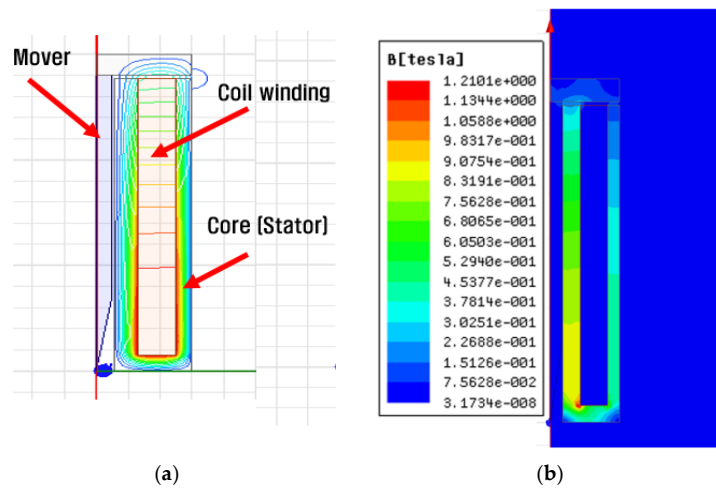 Mover
Coil winding
Core (Stator)
(a)
B[tesla]
1.2101e+000
1.1344e+000
1.0588e+000
9.8317e-001
9.0754e-001
8.3191e-001
7.5628e-001
6.8065e-001
6.0503e-001
5.2940e-001
4.5377e-001
3.7814e-001
3.0251e-001
2.2688e-001
1.5126e-001
7.5628e-002
3.1734e-008
(b)